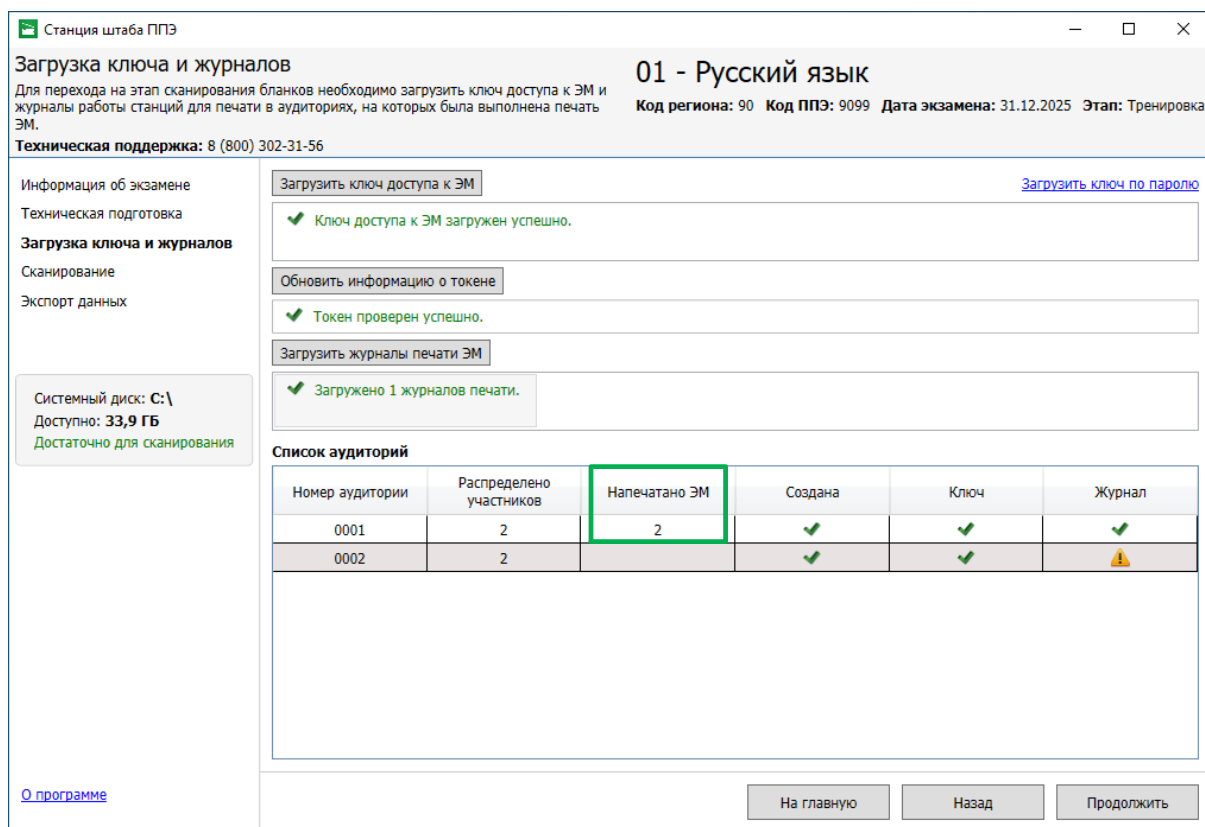 Станция штаба ППЭ
Загрузка ключа и журналов
Для перехода на этап сканирования бланков необходимо загрузить ключ доступа к ЭМ и
журналы работы станций для печати в аудиториях, на которых была выполнена печать
ЭМ.
Техническая поддержка: 8 (800) 302-31-56
01 - Русский язык
Код региона: 90 Код ППЭ: 9099 Дата экзамена: 31.12.2025 Этап: Тренировка
Информация об экзамене
Техническая подготовка
Загрузка ключа и журналов
Сканирование
Экспорт данных
Системный диск: C:\
Доступно: 33,9 ГБ
Достаточно для сканирования
О программе
Загрузить ключ доступа к ЭМ
Загрузить ключ по паролю
Ключ доступа к ЭМ загружен успешно.
Обновить информацию о токене
Токен проверен успешно.
Загрузить журналы печати ЭМ
Загружено 1 журналов печати.
Список аудиторий
Номер аудитории Распределено участников Напечатано ЭМ Создана Ключ Журнал
0001 2 2
0002 2
На главную Назад Продолжить